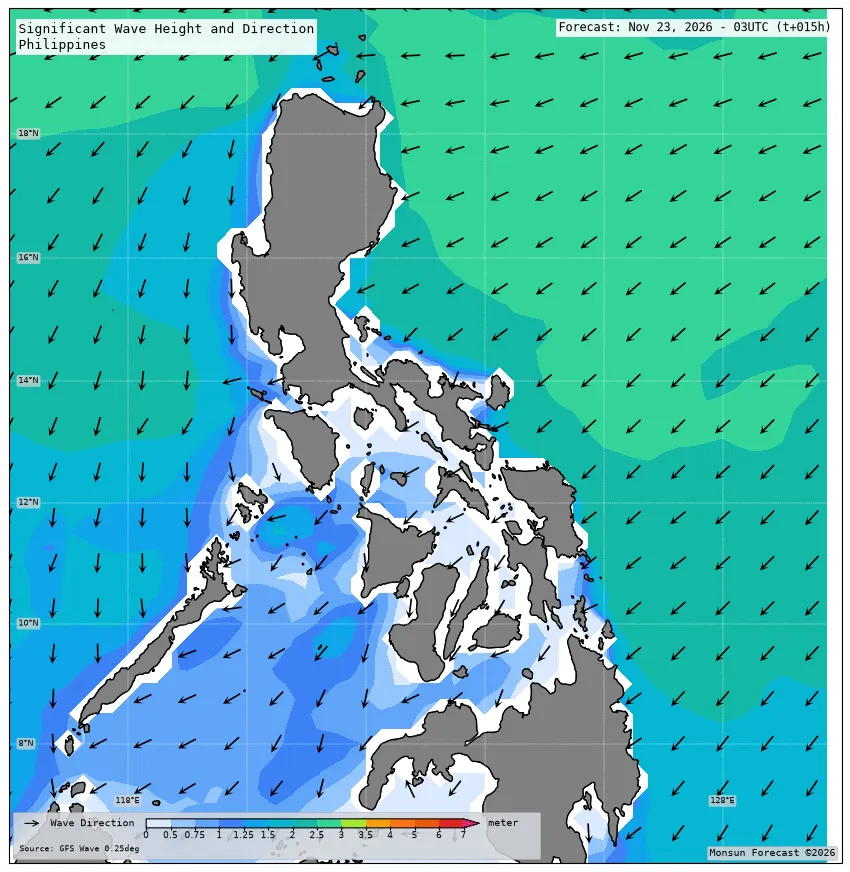 Significant Wave Height and Direction
Philippines
Forecast: Nov 23, 2026 - 03UTC (t+015h)
18°N
16°N
14°N
12°N
10°N
8°N
118°E
128°E
Wave Direction
0 0.5 0.75 1 1.25 1.5 2 2.5 3 3.5 4 5 6 7
meter
Source: GFS Wave 0.25deg
Monsun Forecast ©2026